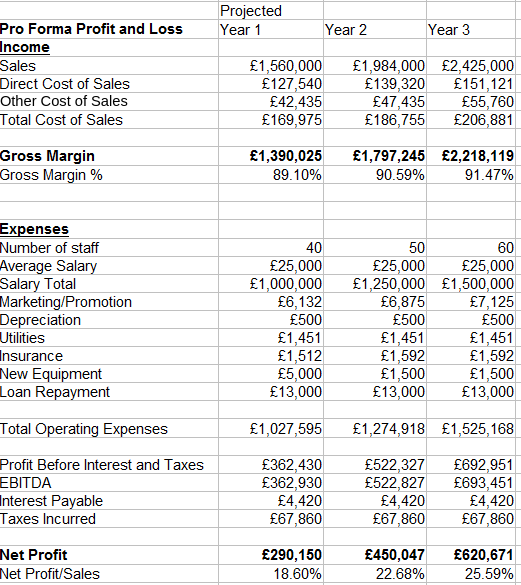 Projected
Pro Forma Profit and Loss Year 1 Year 2 Year 3
Income
Sales £1,560,000 £1,984,000 £2,425,000
Direct Cost of Sales £127,540 £139,320 £151,121
Other Cost of Sales £42,435 £47,435 £55,760
Total Cost of Sales £169,975 £186,755 £206,881
Gross Margin £1,390,025 £1,797,245 £2,218,119
Gross Margin % 89.10% 90.59% 91.47%
Expenses
Number of staff 40 50 60
Average Salary £25,000 £25,000 £25,000
Salary Total £1,000,000 £1,250,000 £1,500,000
Marketing/Promotion £6,132 £6,875 £7,125
Depreciation £500 £500 £500
Utilities £1,451 £1,451 £1,451
Insurance £1,512 £1,592 £1,592
New Equipment £5,000 £1,500 £1,500
Loan Repayment £13,000 £13,000 £13,000
Total Operating Expenses £1,027,595 £1,274,918 £1,525,168
Profit Before Interest and Taxes £362,430 £522,327 £692,951
EBITDA £362,930 £522,827 £693,451
Interest Payable £4,420 £4,420 £4,420
Taxes Incurred £67,860 £67,860 £67,860
Net Profit £290,150 £450,047 £620,671
Net Profit/Sales 18.60% 22.68% 25.59%